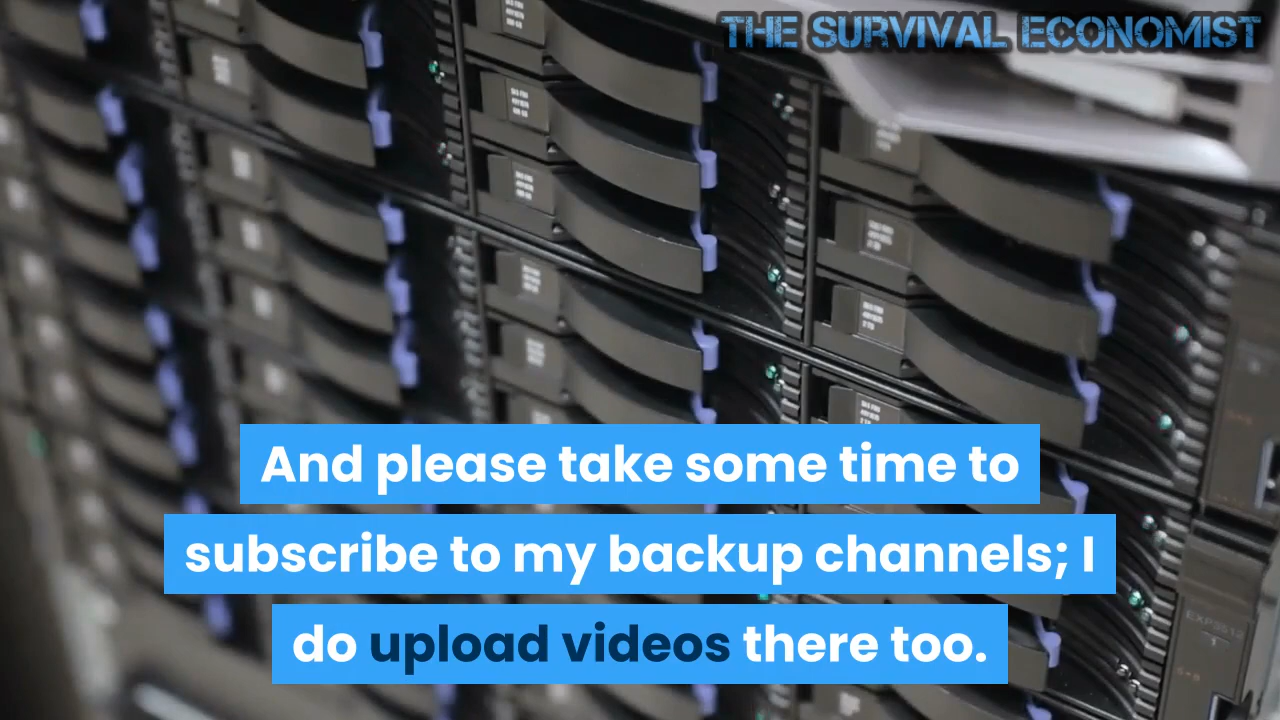 THE SURVIVAL ECONOMIST
And please take some time to
subscribe to my backup channels; I
do upload videos there too.